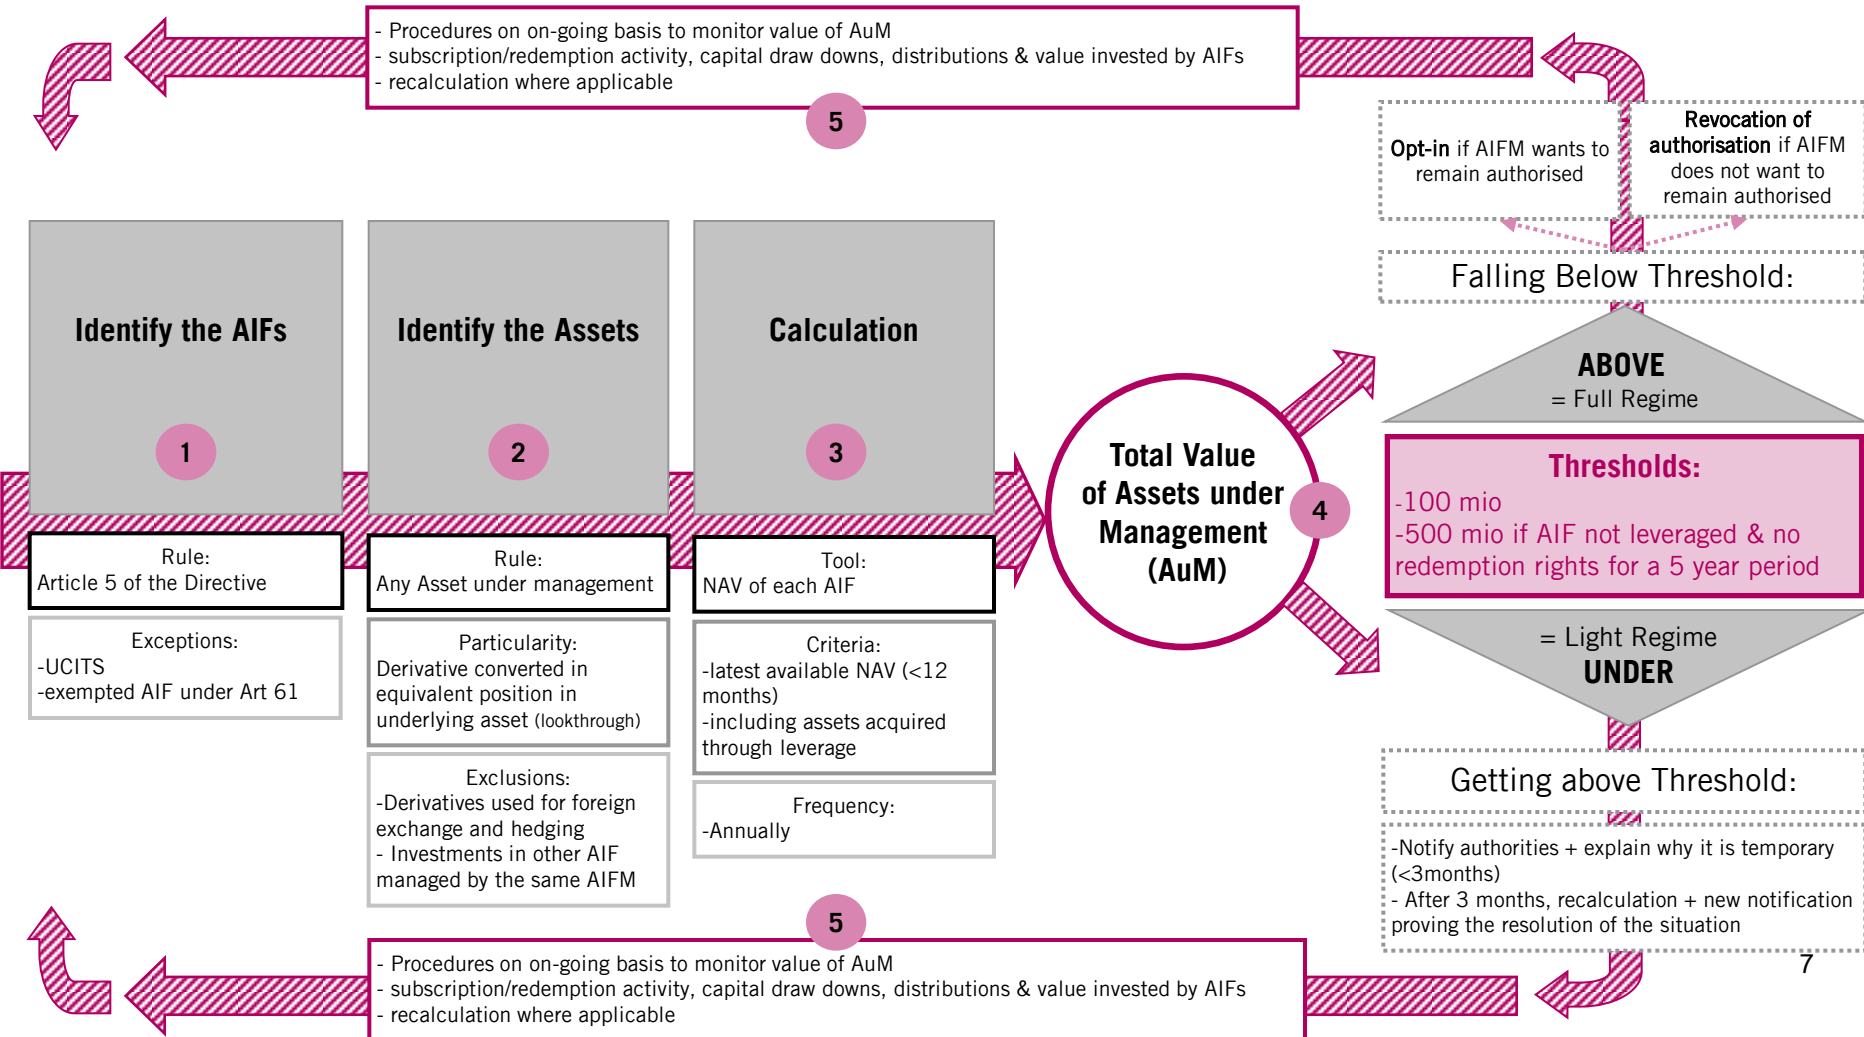 - Procedures on on-going basis to monitor value of AuM
- subscription/redemption activity, capital draw downs, distributions & value invested by AIFs
- recalculation where applicable
5
Opt-in if AIFM wants to
remain authorised
Revocation of
authorisation if AIFM
does not want to
remain authorised
Falling Below Threshold:
Identify the AIFs
1
Rule:
Article 5 of the Directive
Exceptions:
-UCITS
-exempted AIF under Art 61
Identify the Assets
2
Rule:
Any Asset under management
Particularity:
Derivative converted in
equivalent position in
underlying asset (lookthrough)
Exclusions:
-Derivatives used for foreign
exchange and hedging
- Investments in other AIF
managed by the same AIFM
Calculation
3
Tool:
NAV of each AIF
Criteria:
-latest available NAV (<12
months)
-including assets acquired
through leverage
Frequency:
-Annually
Total Value
of Assets under
Management
(AuM)
4
ABOVE
= Full Regime
Thresholds:
-100 mio
-500 mio if AIF not leveraged & no
redemption rights for a 5 year period
= Light Regime
UNDER
Getting above Threshold:
-Notify authorities + explain why it is temporary
(<3months)
- After 3 months, recalculation + new notification
proving the resolution of the situation
5
- Procedures on on-going basis to monitor value of AuM
- subscription/redemption activity, capital draw downs, distributions & value invested by AIFs
- recalculation where applicable
7